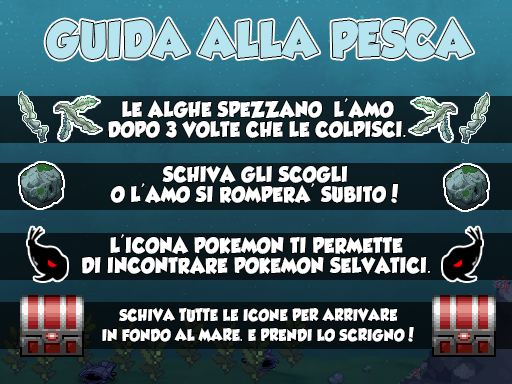 GUIDA ALLA PESCA
LE ALGHE SPEZZANO L'AMO
DOPO 3 VOLTE CHE LE COLPISCI.
SCHIVA GLI SCOGLI
O L'AMO SI ROMPERA' SUBITO!
L'ICONA POKEMON TI PERMETTE
DI INCONTRARE POKEMON SELVATICI.
SCHIVA TUTTE LE ICONE PER ARRIVARE
IN FONDO AL MARE. E PRENDI LO SCRIGNO!